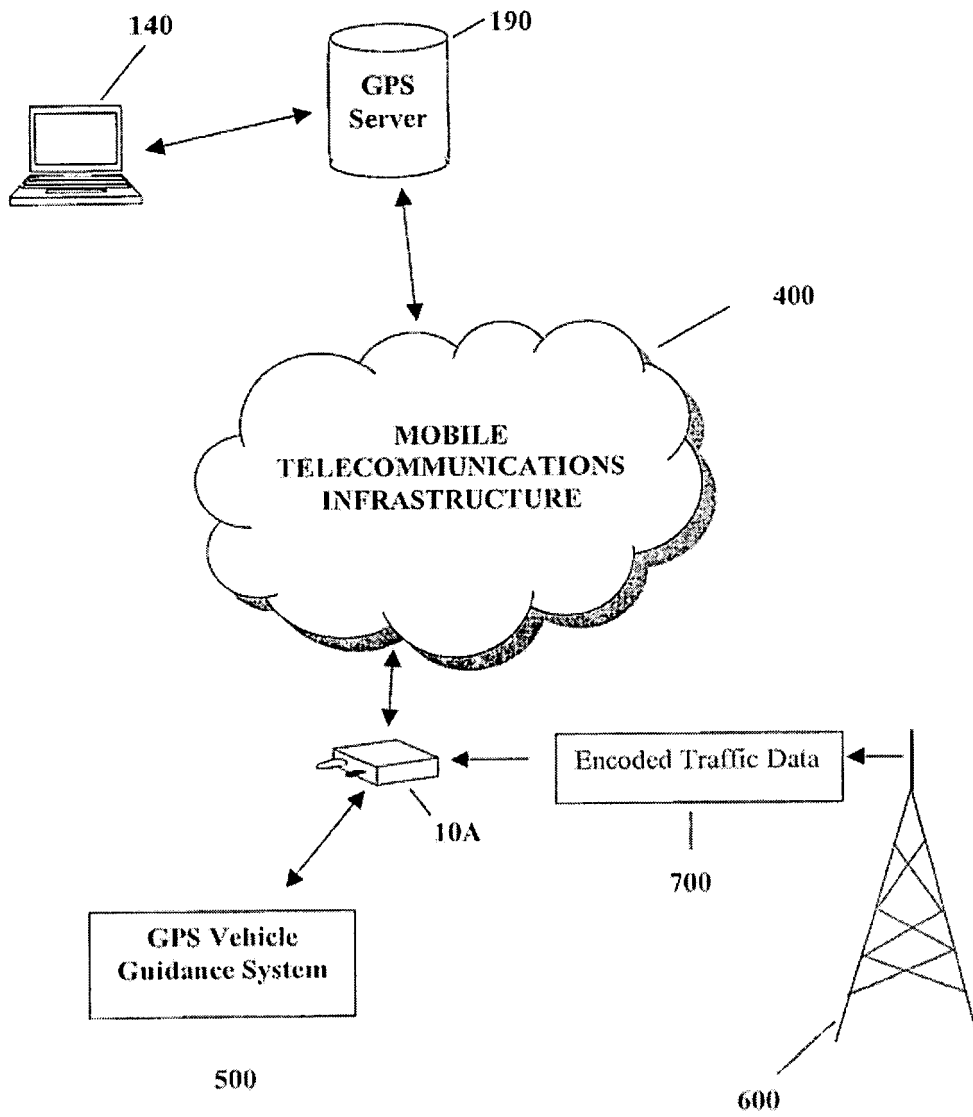 140
190
GPS
Server
400
MOBILE
TELECOMMUNICATIONS
INFRASTRUCTURE
Encoded Traffic Data
10A
700
GPS Vehicle
Guidance System
500
600